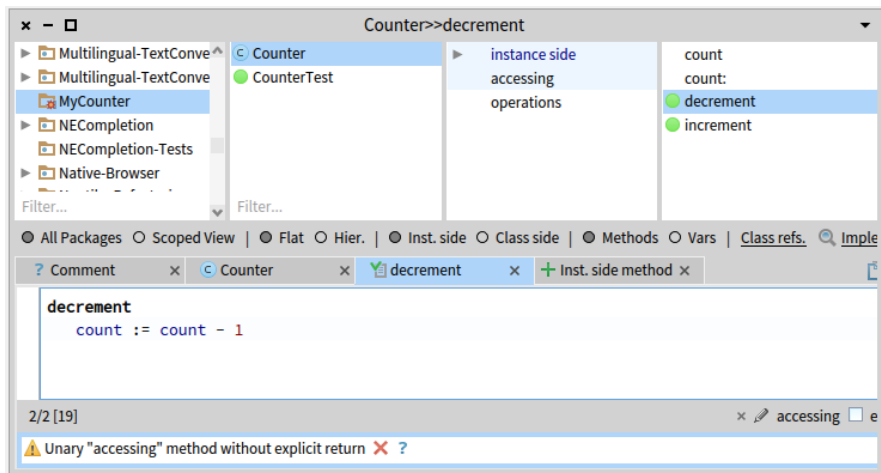 Counter>>decrement
Multilingual-TextConve
Multilingual-TextConve
MyCounter
NECompletion
NECompletion-Tests
Native-Browser
Filter...
Counter
CounterTest
Filter...
instance side
accessing
operations
count
count:
decrement
increment
All Packages Scoped View | Flat Hier. | Inst. side Class side | Methods Vars | Class refs. Imple
? Comment × C Counter × decrement × + Inst. side method ×
decrement
count := count - 1
2/2 [19] × accessing e
Unary "accessing" method without explicit return ?